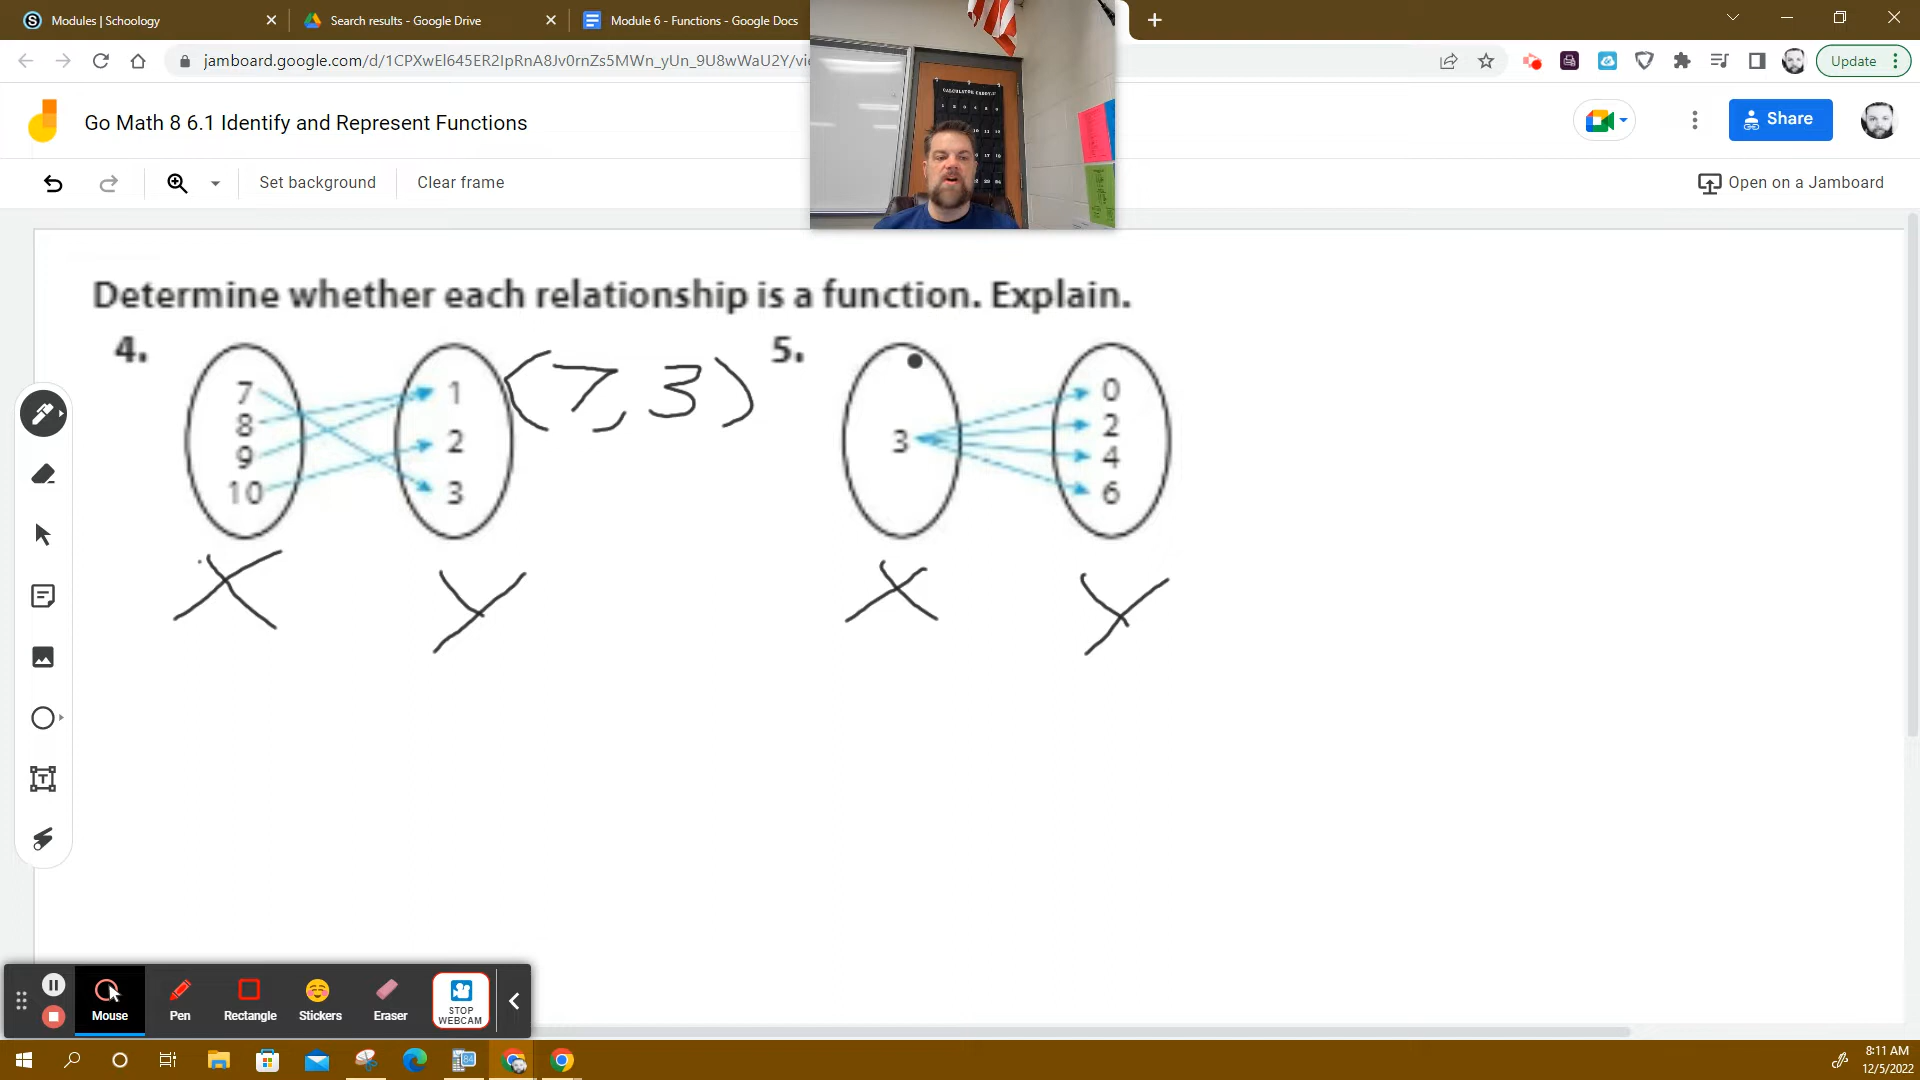 Modules | Schoology
Search results - Google Drive
Module 6 - Functions - Google Docs
jamboard.google.com/d/1CPXwEl645ER2IpRnA8Jv0rnZs5MWn_yUn_9U8wWaU2Y/vi
Update
Go Math 8 6.1 Identify and Represent Functions
Share
Set background
Clear frame
Open on a Jamboard
CALCULATOR CADDY
Determine whether each relationship is a function. Explain.
4.
7
8
9
10
1
2
3
(7, 3)
5.
3
0
2
4
6
X
Y
X
Y
Mouse
Pen
Rectangle
Stickers
Eraser
STOP
WEBCAM
8:11 AM
12/5/2022